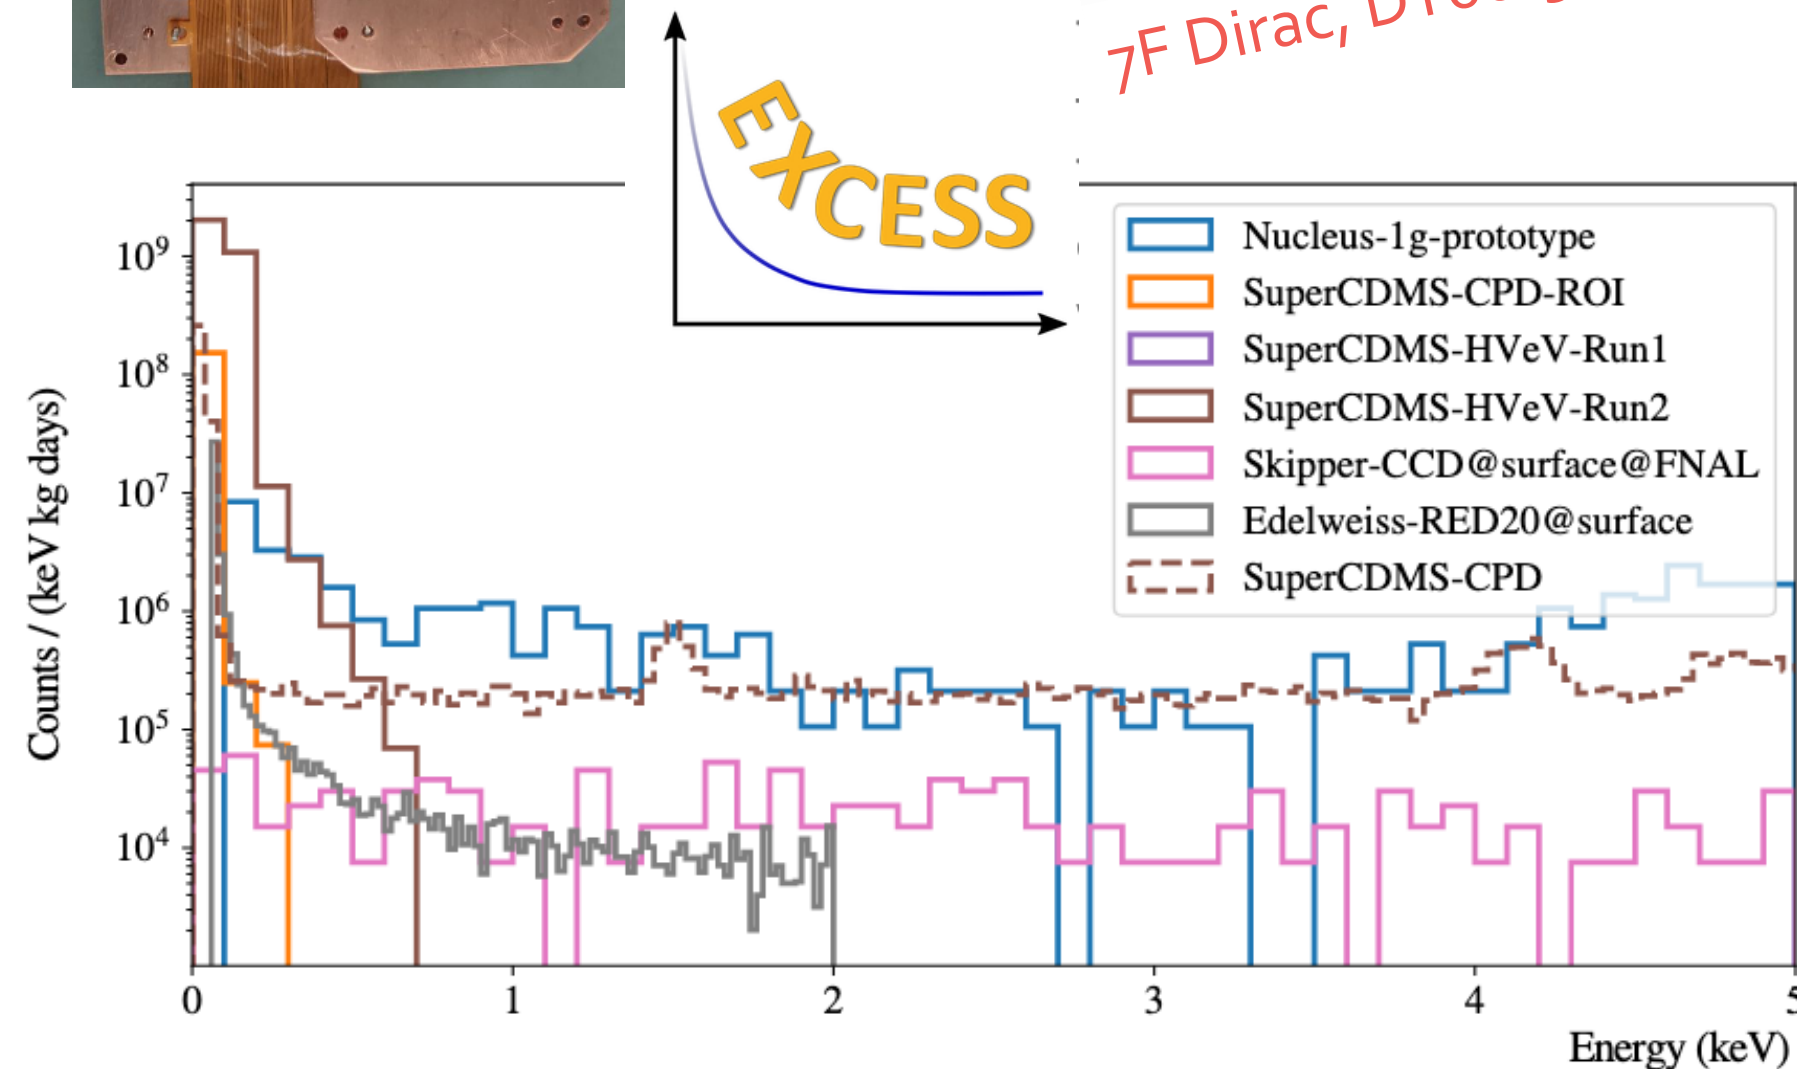 7F Dirac,
EXCESS
Nucleus-1g-prototype
SuperCDMS-CPD-ROI
SuperCDMS-HVeV-Run1
SuperCDMS-HVeV-Run2
Skipper-CCD@surface@FNAL
Edelweiss-RED20@surface
SuperCDMS-CPD
Counts / (keV kg days)
10⁹
10⁸
10⁷
10⁶
10⁵
10⁴
0 1 2 3 4 5
Energy (keV)